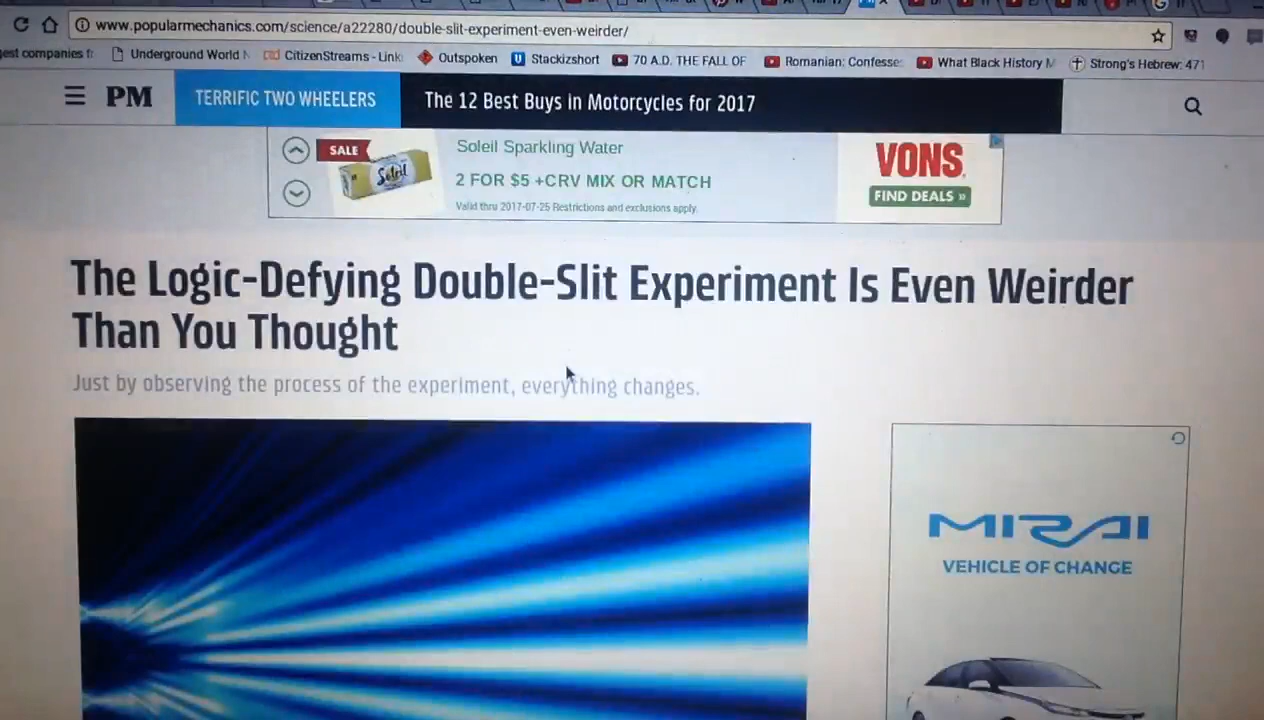 www.popularmechanics.com/science/a22280/double-slit-experiment-even-weirder/
gest companies f
Underground World
CitizenStreams - Link
Outspoken
Stackizshort
70 A.D. THE FALL OF
Romanian: Confesse
What Black History M
Strong's Hebrew: 471
PM
TERRIFIC TWO WHEELERS
The 12 Best Buys in Motorcycles for 2017
SALE
Soleil
Soleil Sparkling Water
2 FOR $5 +CRV MIX OR MATCH
Valid thru 2017-07-25 Restrictions and exclusions apply.
VONS
FIND DEALS »
The Logic-Defying Double-Slit Experiment Is Even Weirder
Than You Thought
Just by observing the process of the experiment, everything changes.
MIRAI
VEHICLE OF CHANGE